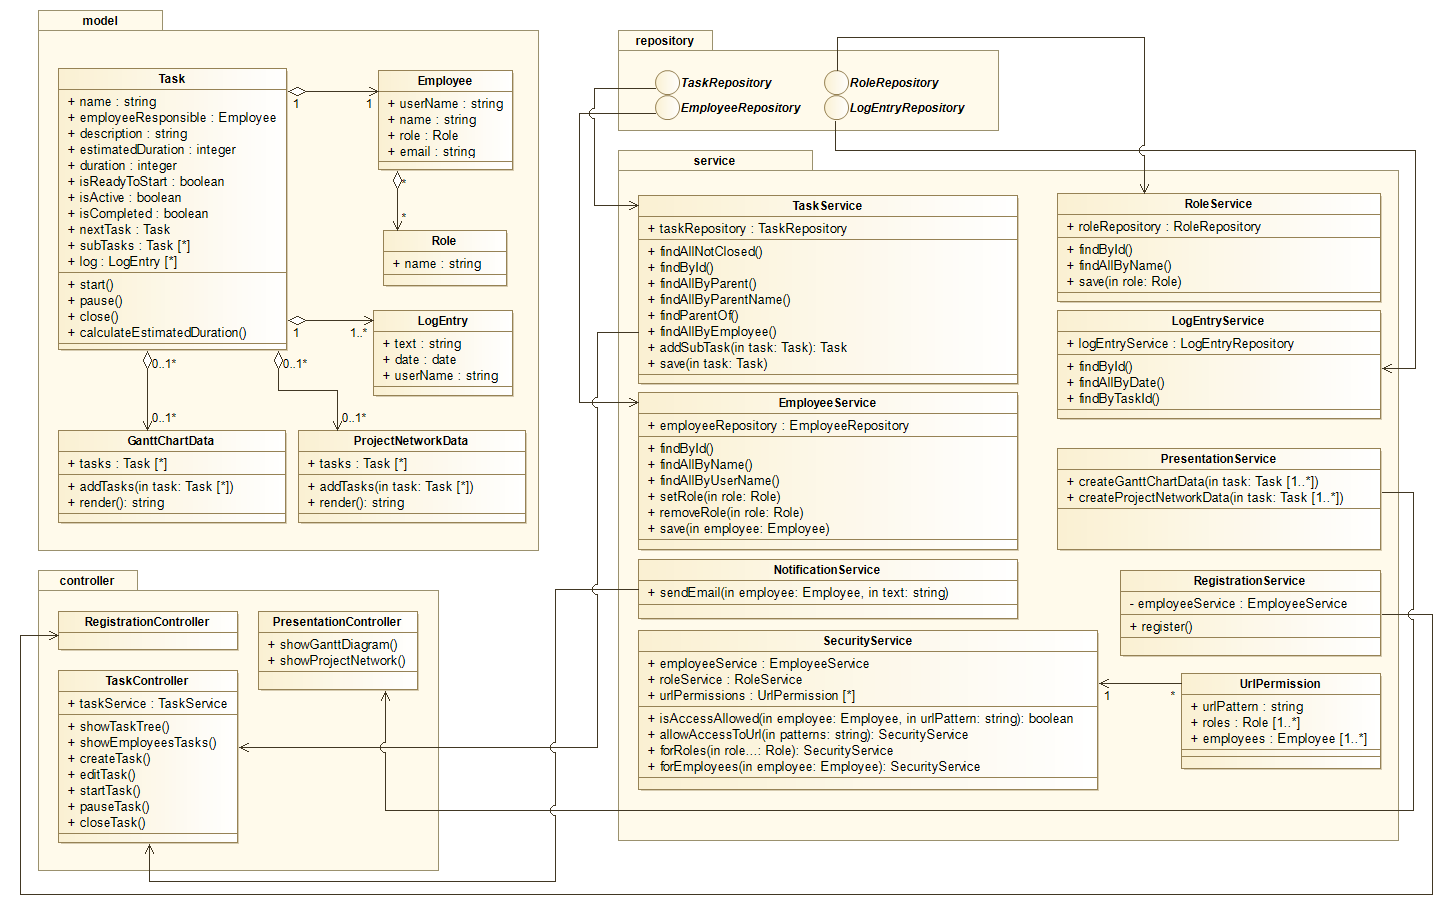 model
Task
+ name : string
+ employeeResponsible : Employee
+ description : string
+ estimatedDuration : integer
+ duration : integer
+ isReadyToStart : boolean
+ isActive : boolean
+ isCompleted : boolean
+ nextTask : Task
+ subTasks : Task [*]
+ log : LogEntry [*]
+ start()
+ pause()
+ close()
+ calculateEstimatedDuration()
1
1
Employee
+ userName : string
+ name : string
+ role : Role
+ email : string
*
*
Role
+ name : string
1
1..*
LogEntry
+ text : string
+ date : date
+ userName : string
0..1*
0..1*
0..1*
0..1*
GanttChartData
+ tasks : Task [*]
+ addTasks(in task: Task [*])
+ render(): string
ProjectNetworkData
+ tasks : Task [*]
+ addTasks(in task: Task [*])
+ render(): string
controller
RegistrationController
PresentationController
+ showGanttDiagram()
+ showProjectNetwork()
TaskController
+ taskService : TaskService
+ showTaskTree()
+ showEmployeesTasks()
+ createTask()
+ editTask()
+ startTask()
+ pauseTask()
+ closeTask()
repository
TaskRepository
RoleRepository
EmployeeRepository
LogEntryRepository
service
TaskService
+ taskRepository : TaskRepository
+ findAllNotClosed()
+ findById()
+ findAllByParent()
+ findAllByParentName()
+ findParentOf()
+ findAllByEmployee()
+ addSubTask(in task: Task): Task
+ save(in task: Task)
EmployeeService
+ employeeRepository : EmployeeRepository
+ findById()
+ findAllByName()
+ findAllByUserName()
+ setRole(in role: Role)
+ removeRole(in role: Role)
+ save(in employee: Employee)
NotificationService
+ sendEmail(in employee: Employee, in text: string)
SecurityService
+ employeeService : EmployeeService
+ roleService : RoleService
+ urlPermissions : UrlPermission [*]
+ isAccessAllowed(in employee: Employee, in urlPattern: string): boolean
+ allowAccessToUrl(in patterns: string): SecurityService
+ forRoles(in role...: Role): SecurityService
+ forEmployees(in employee: Employee): SecurityService
RoleService
+ roleRepository : RoleRepository
+ findById()
+ findAllByName()
+ save(in role: Role)
LogEntryService
+ logEntryService : LogEntryRepository
+ findById()
+ findAllByDate()
+ findByTaskId()
PresentationService
+ createGanttChartData(in task: Task [1..*])
+ createProjectNetworkData(in task: Task [1..*])
RegistrationService
- employeeService : EmployeeService
+ register()
1
*
UrlPermission
+ urlPattern : string
+ roles : Role [1..*]
+ employees : Employee [1..*]